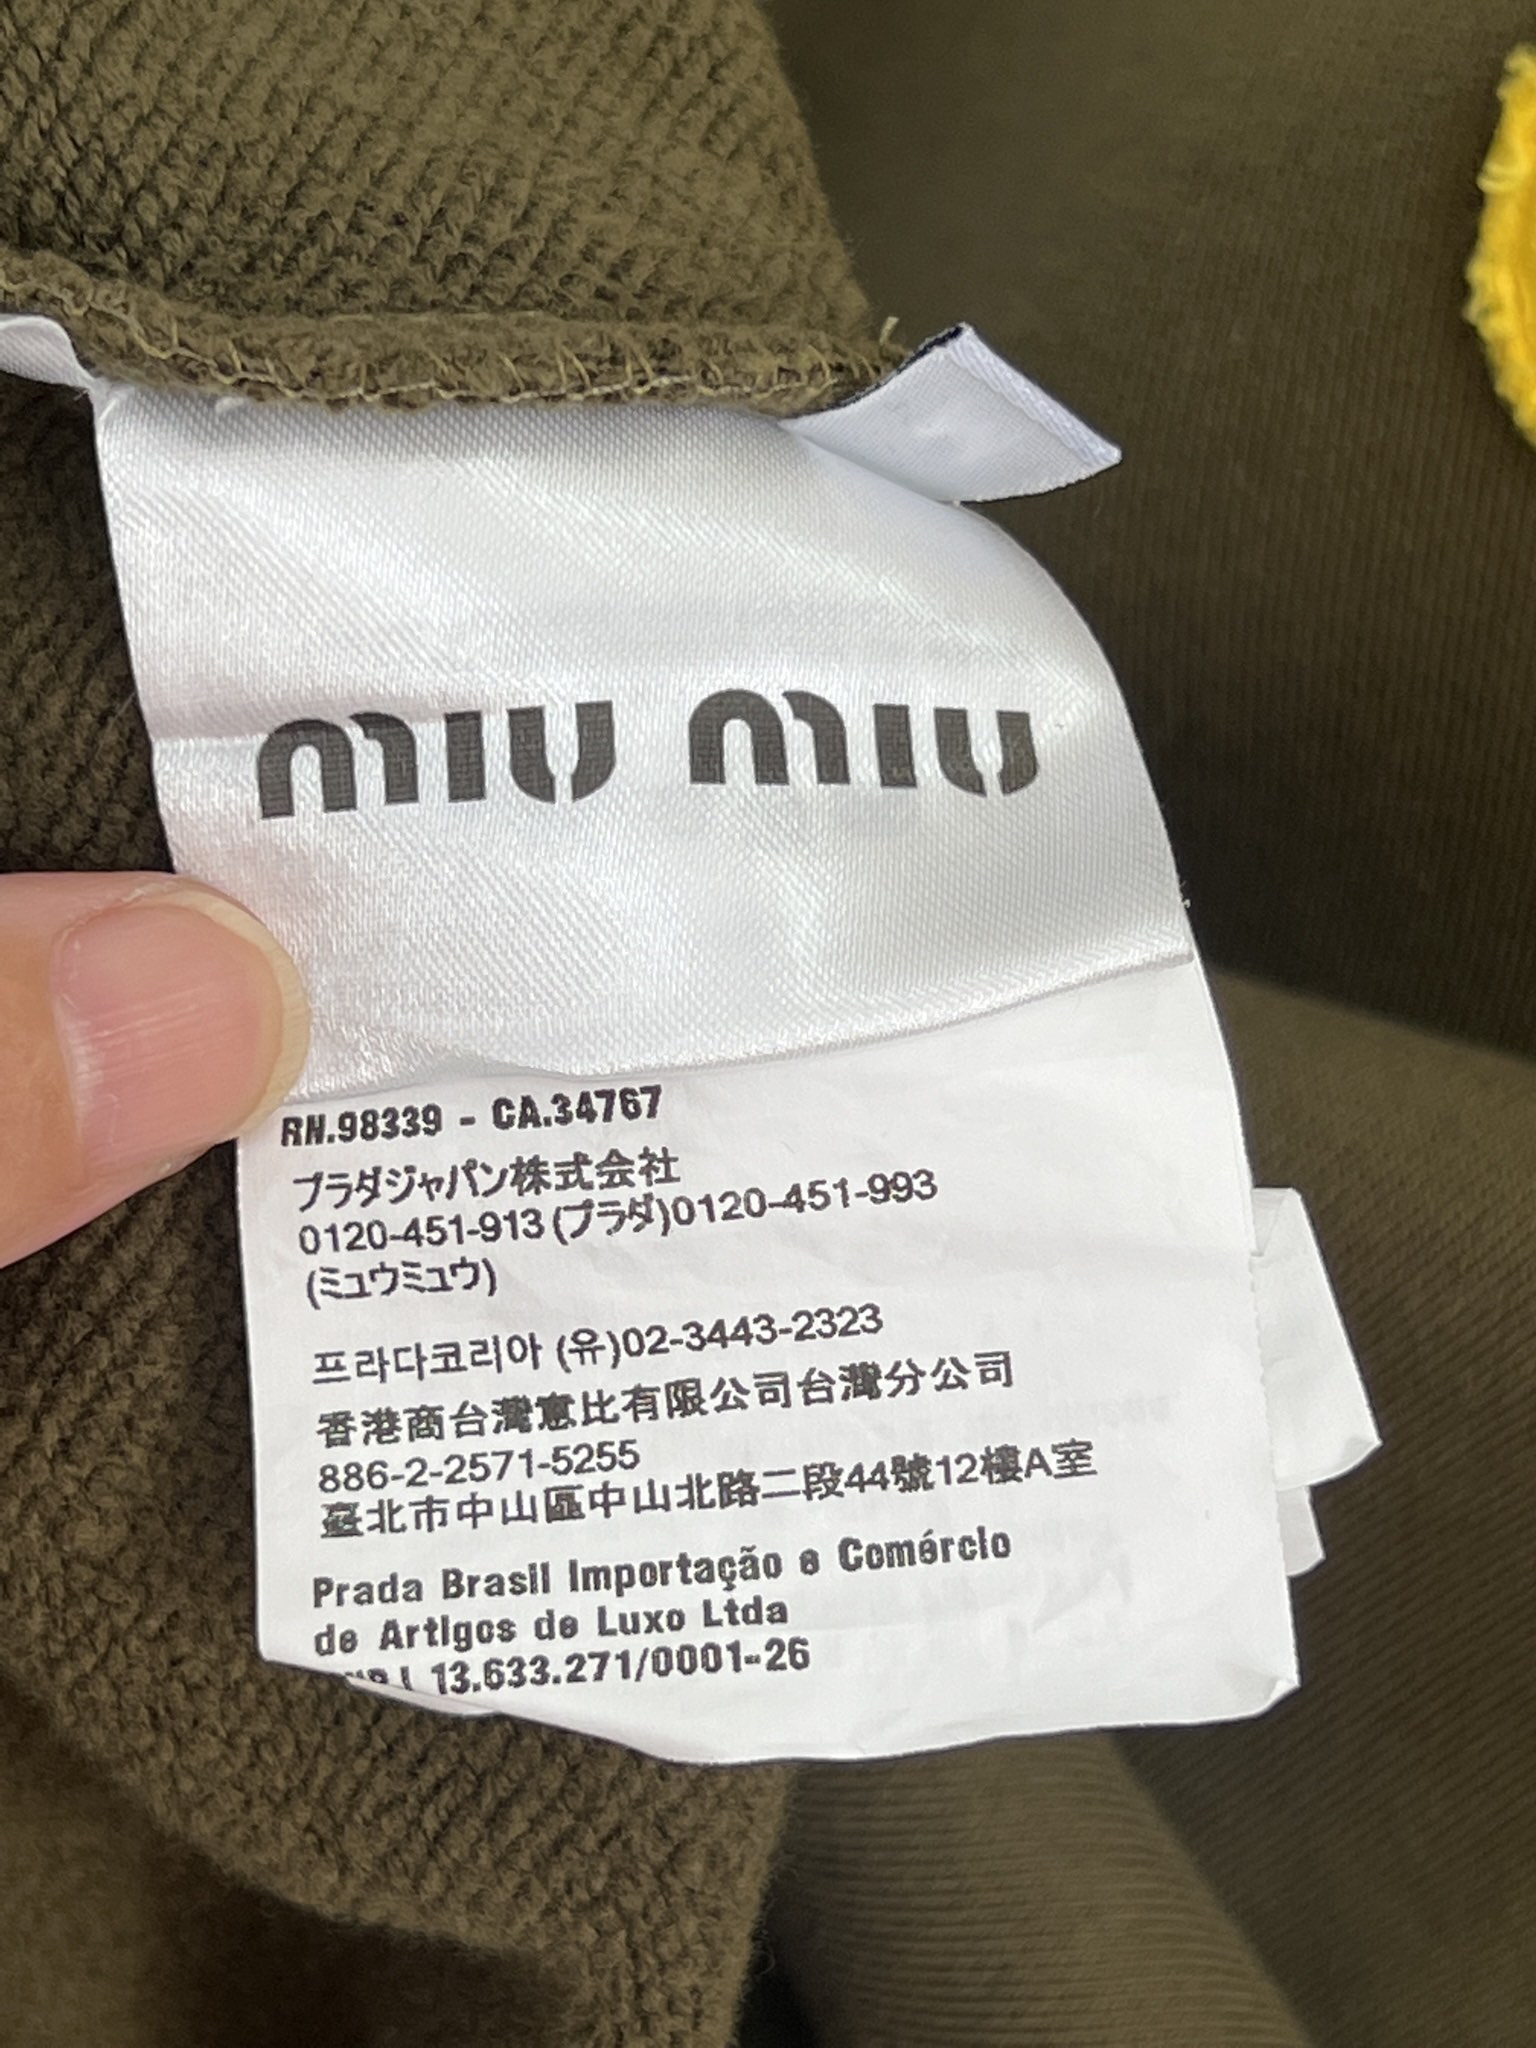 miu miu
RN.98339 - CA.34767
プラダジャパン株式会社
0120-451-913(プラダ)0120-451-993
(ミュウミュウ)
프라다코리아 (유)02-3443-2323
香港商台灣惠比有限公司台灣分公司
886-2-2571-5255
臺北市中山區中山北路二段44號12樓A室
Prada Brasil Importação e Comércio
de Artigos de Luxo Ltda
13.633.271/0001-26